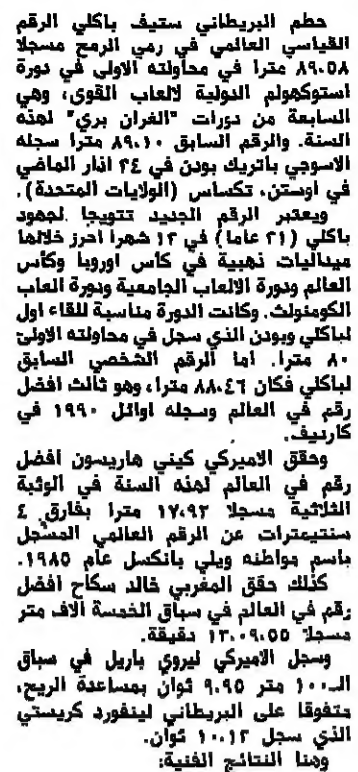 حطم البريطاني ستيف باكلي الرقم
القياسي العالمي في رمي الرمح مسجلا
٨٩،٥٨ مترا في محاولته الاولى في دورة
استوكهولم الدولية لالعاب القوى، وهي
السابعة من دورات "الغران بري" لهذه
السنة. والرقم السابق ٨٩،١٠ مترا سجله
الاسوجي باتريك بودن في ٢٤ اذار الماضي
في اوستن، تكساس (الولايات المتحدة).
ويعتبر الرقم الجديد تتويجا لجهود
باكلي (٢١ عاما) في ١٢ شهرا احرز خلالها
ميداليات ذهبية في كأس اوروبا وكأس
العالم ودورة الالعاب الجامعية ودورة العاب
الكومنولث. وكانت الدورة مناسبة للقاء اول
لباكلي وبودن الذي سجل في محاولته الاولى
٨٠ مترا. اما الرقم الشخصي السابق
لباكلي فكان ٨٨،٤٦ مترا، وهو ثالث افضل
رقم في العالم وسجله اوائل ١٩٩٠ في
كارديف.
وحقق الاميركي كيني هاريسون افضل
رقم في العالم لهذه السنة في الوثبة
الثلاثية مسجلا ١٧،٩٣ مترا بفارق ٤
سنتيمترات عن الرقم العالمي المسجل
باسم مواطنه ويلي بانكسل عام ١٩٨٥.
كذلك حقق المغربي خالد سكاح افضل
رقم في العالم في سباق الخمسة الاف متر
مسجلا ١٣،٠٩،٥٥ دقيقة.
وسجل الاميركي ليروي باريل في سباق
الـ١٠٠ متر ٩،٩٥ ثوان بمساعدة الريح،
متفوقا على البريطاني لينفورد كريستي
الذي سجل ١٠،١٣ ثوان.
وهنا النتائج الفنية: